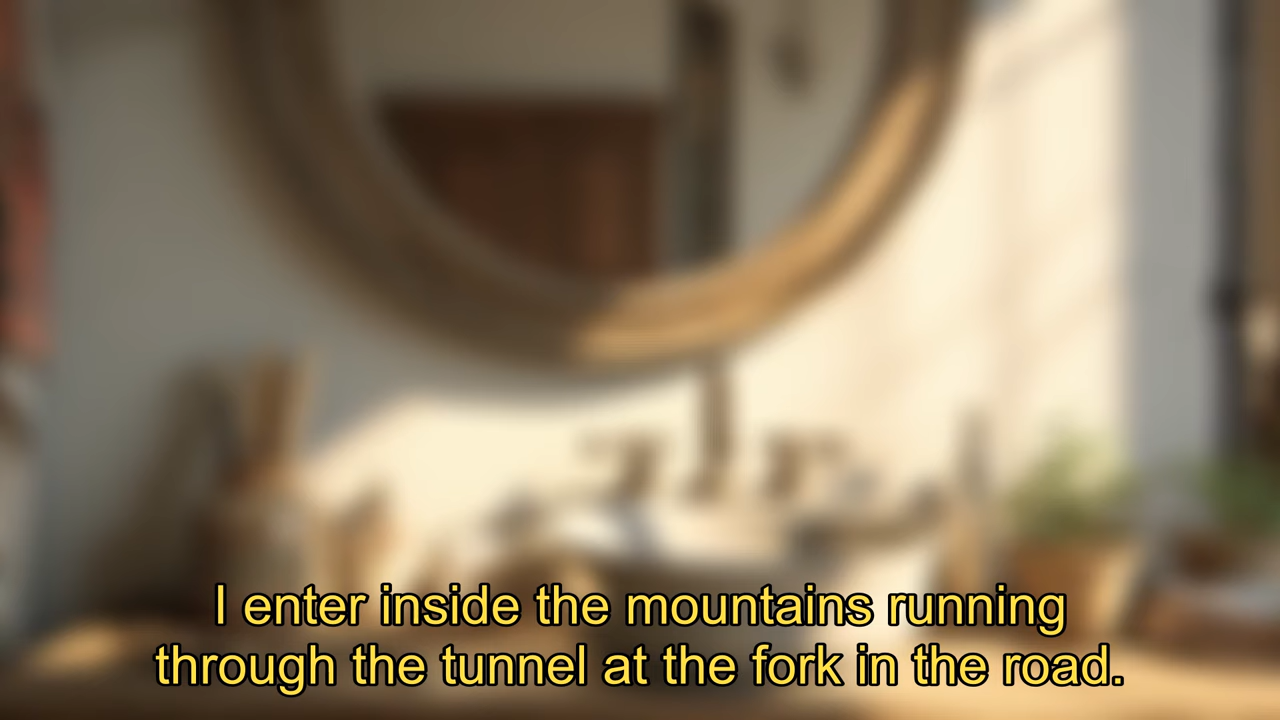 I enter inside the mountains running
through the tunnel at the fork in the road.